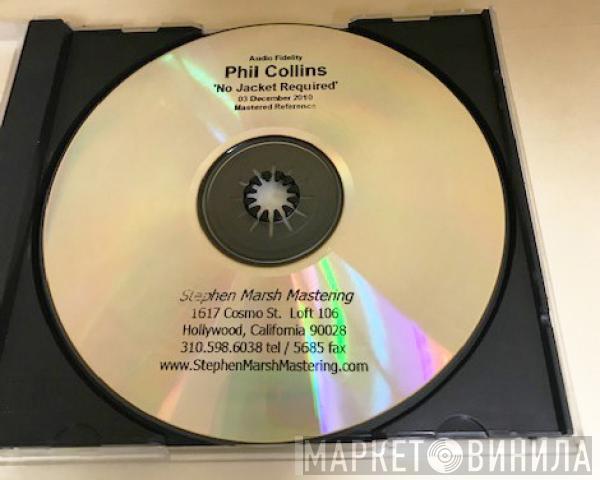 Audio Fidelity
Phil Collins
'No Jacket Required'
03 December 2010
Mastered Reference
Stephen Marsh Mastering
1617 Cosmo St. Loft 106
Hollywood, California 90028
310.598.6038 tel / 5685 fax
www.StephenMarshMastering.com
МАРКЕТ ВИНИЛА